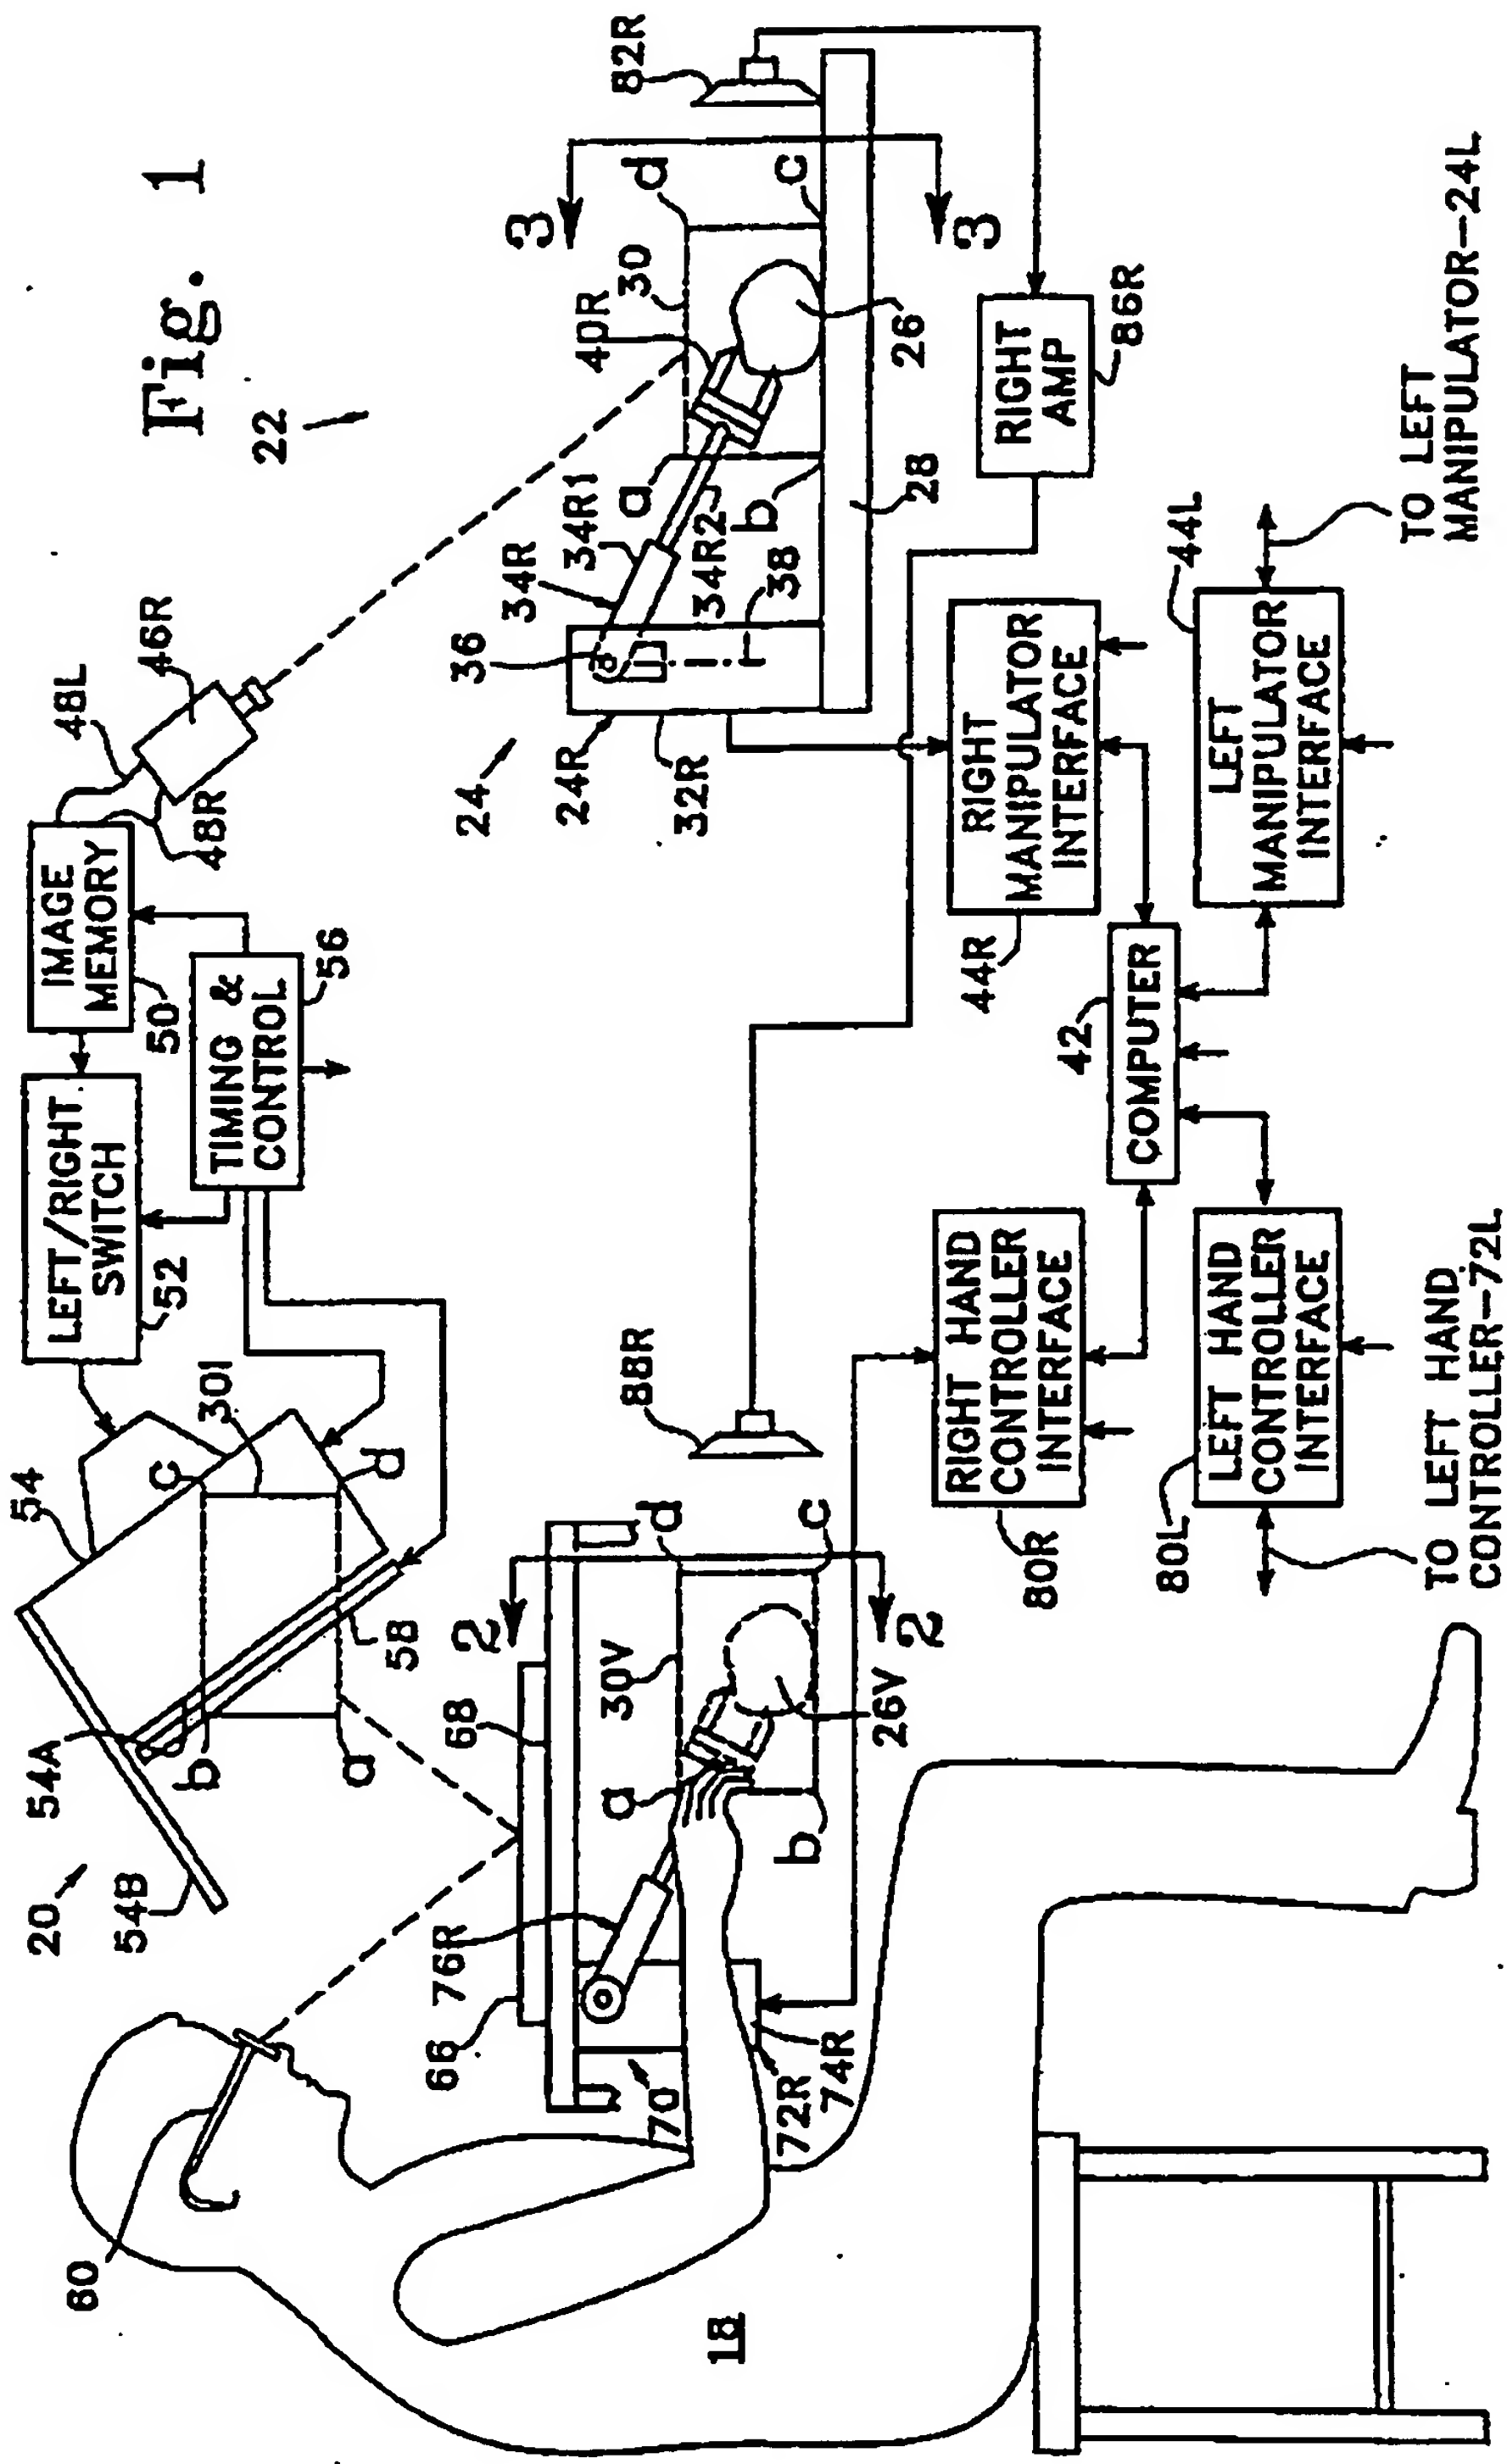 Fig. 1
22
20
54B
54A
54
b
a
c
30I
d
58
LEFT/RIGHT
SWITCH
52
IMAGE
MEMORY
50
TIMING &
CONTROL
56
48L
48R
46R
60
18
66
68
76R
70
72R
74R
30V
a
b
26V
d
c
2
2
88R
24
24R
32R
36
34R
34R1
34R2
38
a
b
40R
30
d
c
26
28
3
3
82R
RIGHT
AMP
86R
RIGHT
MANIPULATOR
INTERFACE
44R
42
COMPUTER
RIGHT HAND
CONTROLLER
INTERFACE
80R
LEFT HAND
CONTROLLER
INTERFACE
80L
TO LEFT HAND
CONTROLLER-72L
LEFT
MANIPULATOR
INTERFACE
44L
TO LEFT
MANIPULATOR-24L